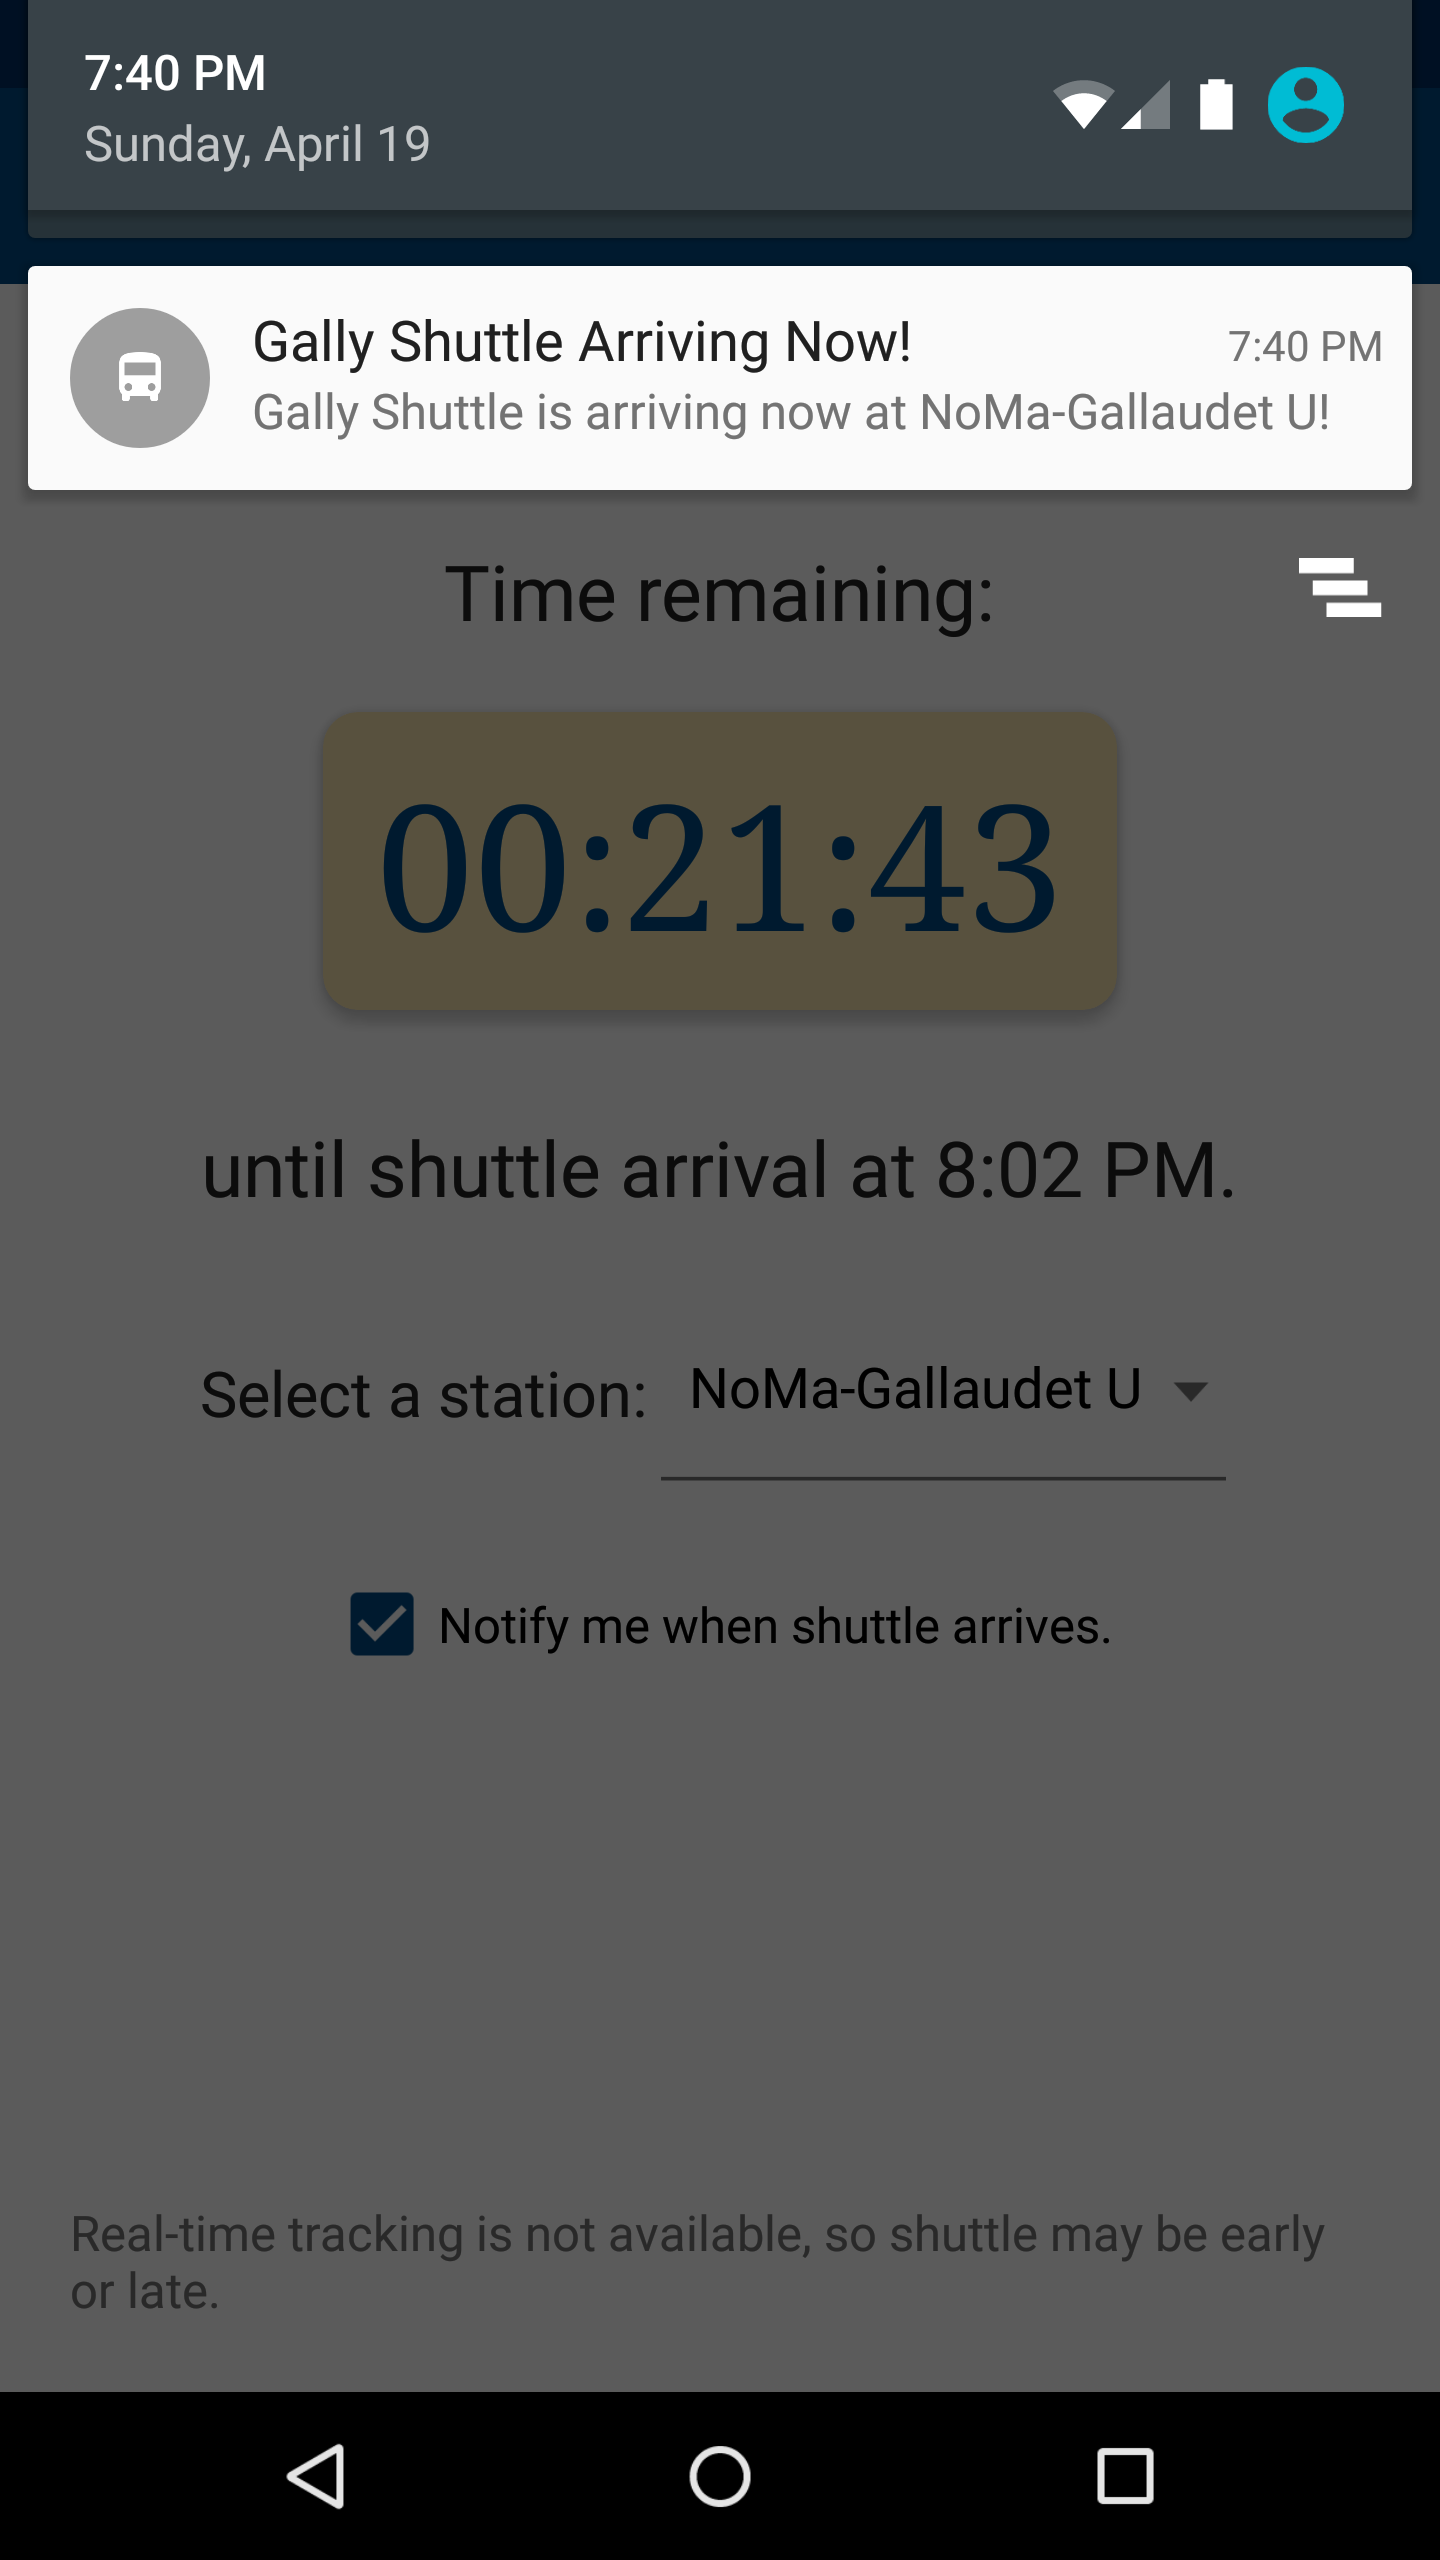 7:40 PM
Sunday, April 19
Gally Shuttle Arriving Now!
7:40 PM
Gally Shuttle is arriving now at NoMa-Gallaudet U!
Time remaining:
00:21:43
until shuttle arrival at 8:02 PM.
Select a station:
NoMa-Gallaudet U
Notify me when shuttle arrives.
Real-time tracking is not available, so shuttle may be early
or late.